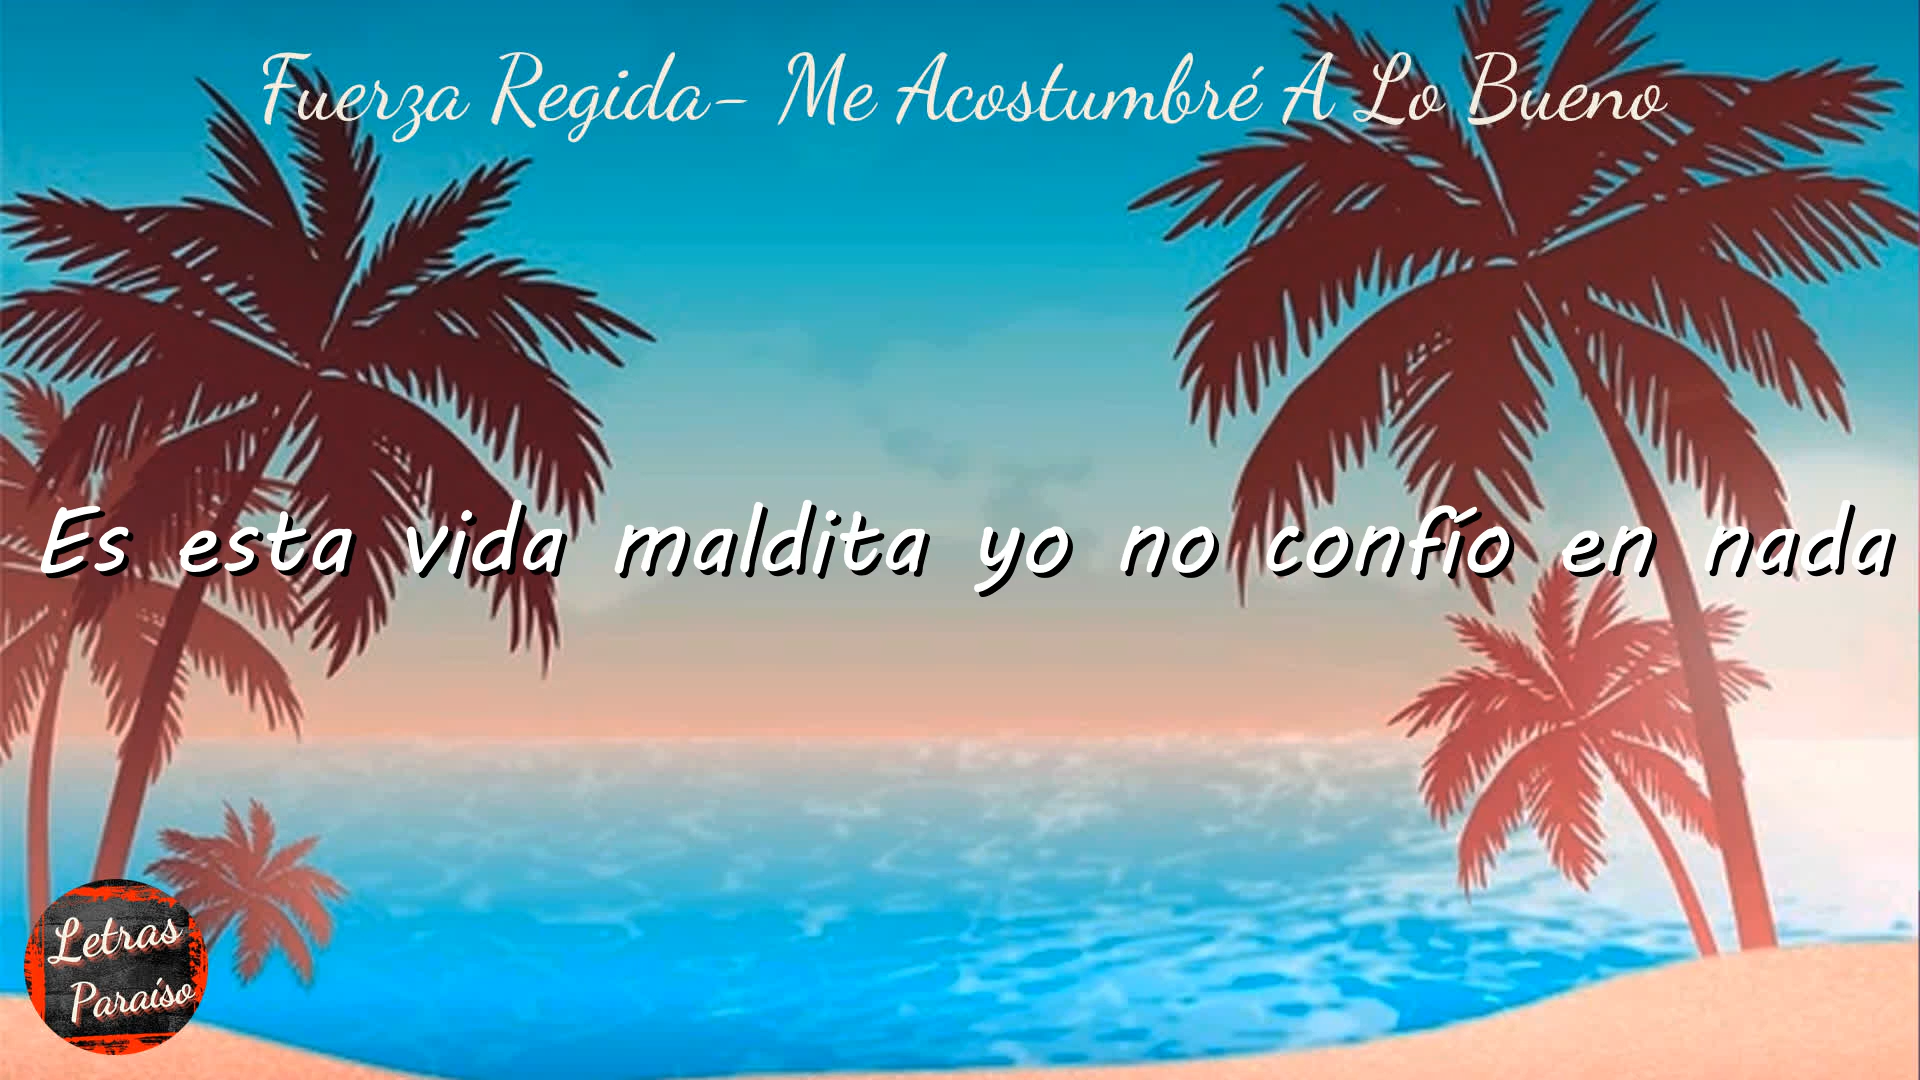 Fuerza Regida- Me Acostumbré A Lo Bueno
Es esta vida maldita yo no confío en nada
Letras
Paraíso